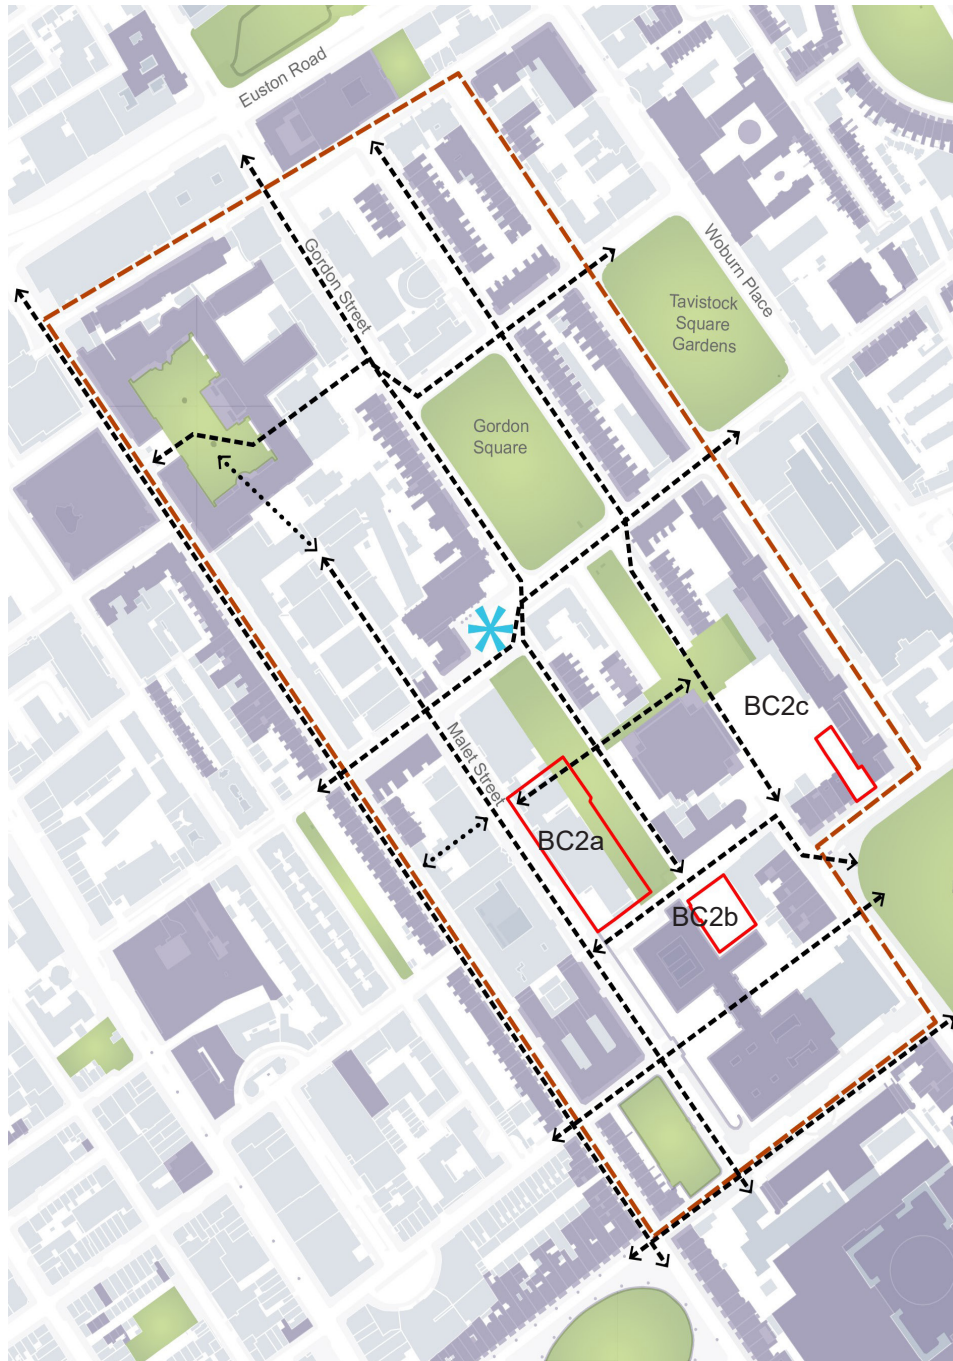 Euston Road
Gordon Street
Woburn Place
Tavistock
Square
Gardens
Gordon
Square
BC2c
Malet Street
BC2a
BC2b